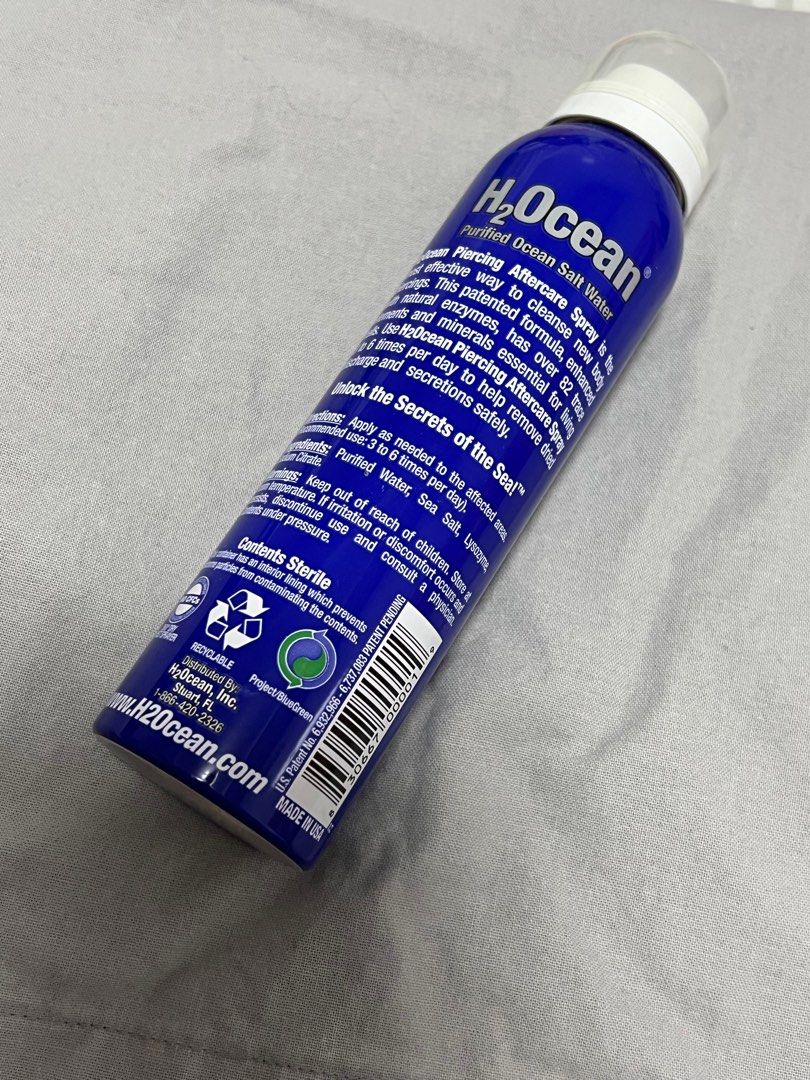 H2Ocean®
Purified Ocean Salt Water
Piercing Aftercare Spray is the
effective way to cleanse new body
This patented formula, enhanced
natural enzymes, has over 82 trace
and minerals essential for living
Use H2Ocean Piercing Aftercare Spray
6 times per day to help remove dried
and secretions safely.
Unlock the Secrets of the Sea!™
Apply as needed to the affected areas
use: 3 to 6 times per day).
Purified Water, Sea Salt, Lysozyme,
Citrate.
Keep out of reach of children. Store at
temperature. If irritation or discomfort occurs and
discontinue use and consult a physician.
under pressure.
Contents Sterile
container has an interior lining which prevents
particles from contaminating the contents.
CFCs
RECYCLABLE
Project/BlueGreen
Distributed By:
H2Ocean, Inc.
Stuart, FL
1-866-420-2326
www.H2Ocean.com
U.S. Patent No. 6,932,966 - 6,737,083 PATENT PENDING
MADE IN USA